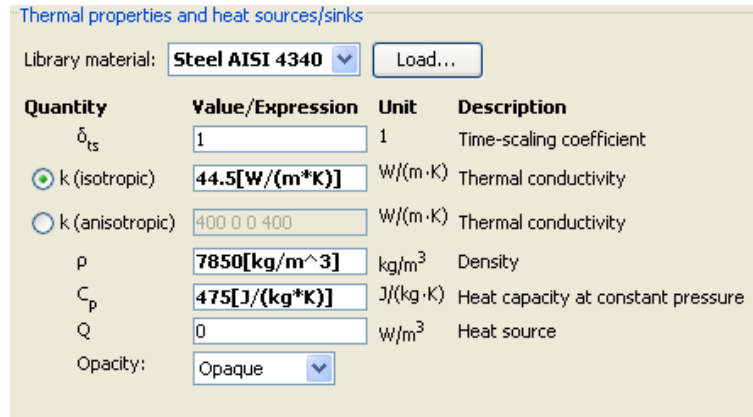 Thermal properties and heat sources/sinks
Library material: Steel AISI 4340 Load...
Quantity Value/Expression Unit Description
δts 1 1 Time-scaling coefficient
k (isotropic) 44.5[W/(m*K)] W/(m·K) Thermal conductivity
k (anisotropic) 400 0 0 400 W/(m·K) Thermal conductivity
ρ 7850[kg/m^3] kg/m³ Density
Cp 475[J/(kg*K)] J/(kg·K) Heat capacity at constant pressure
Q 0 W/m³ Heat source
Opacity: Opaque